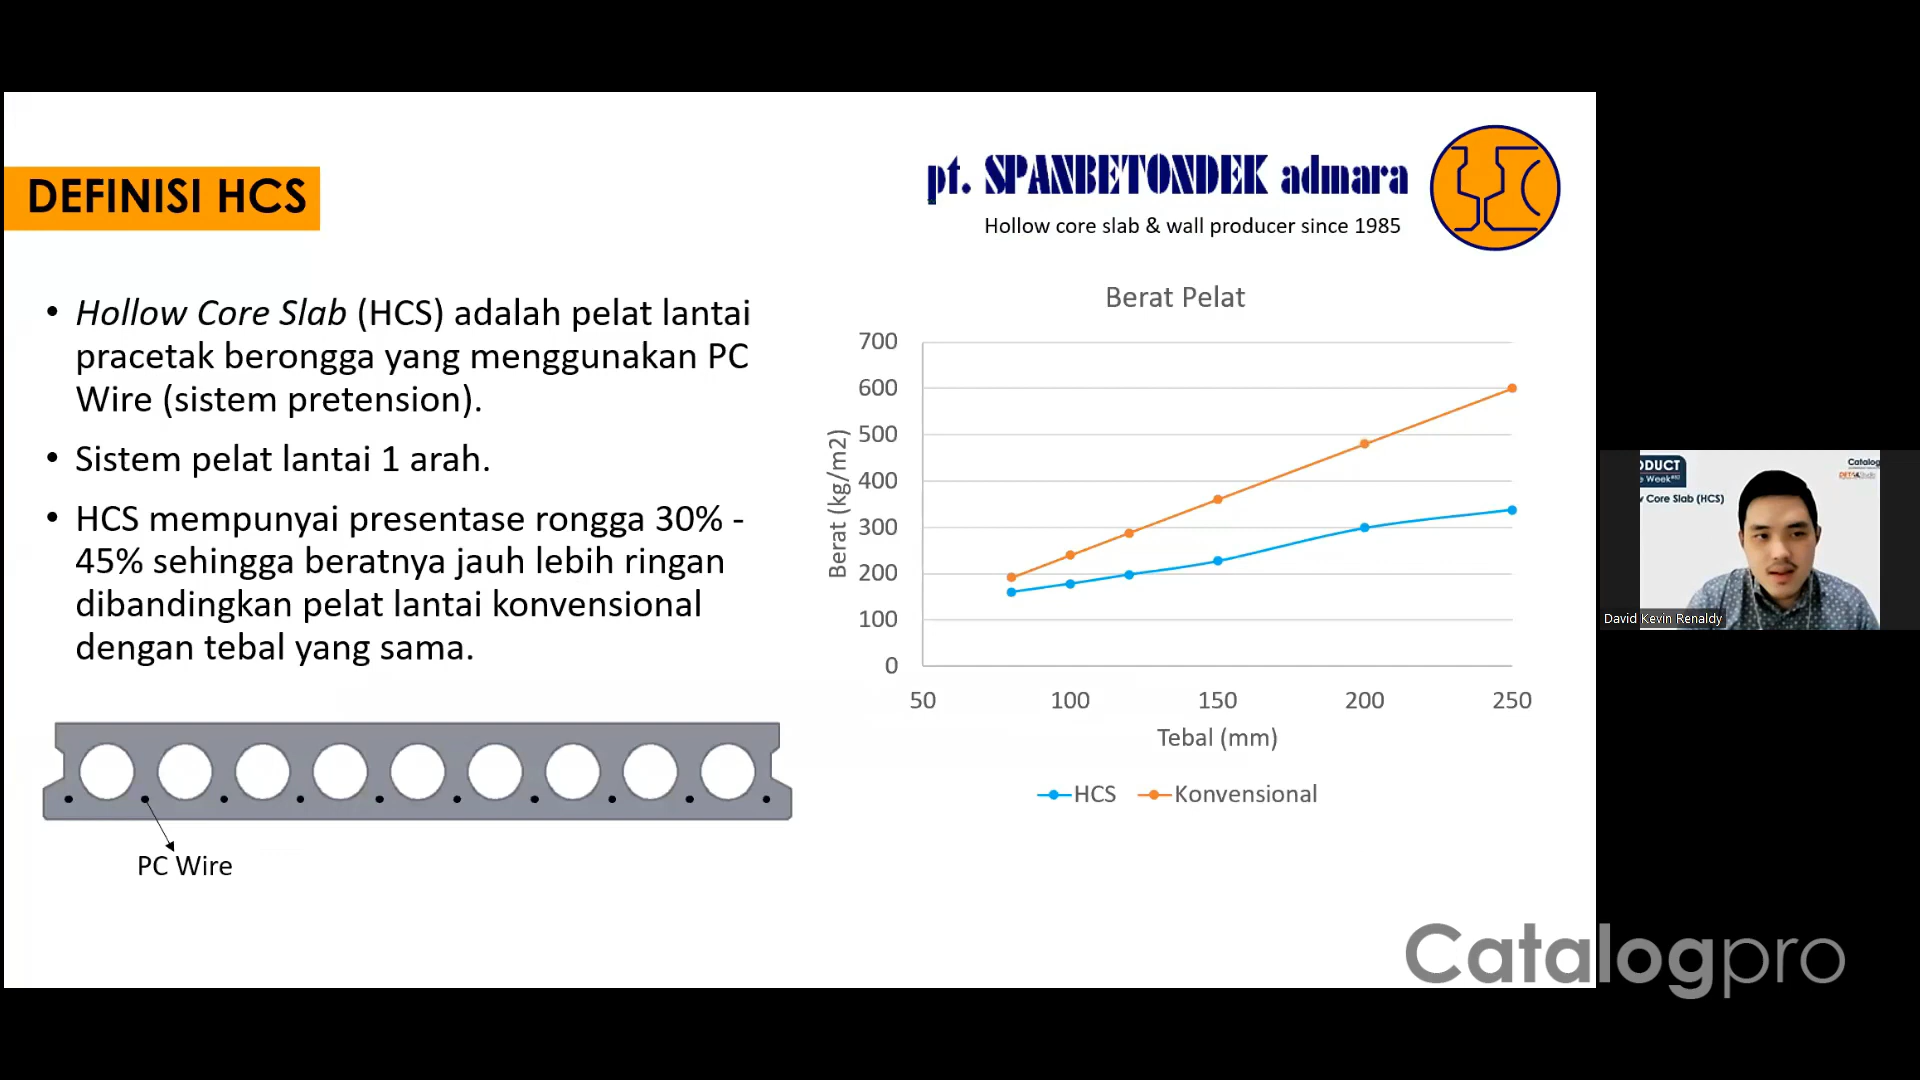 DEFINISI HCS
pt. SPANBETONDEK admara
Hollow core slab & wall producer since 1985
• Hollow Core Slab (HCS) adalah pelat lantai
pracetak berongga yang menggunakan PC
Wire (sistem pretension).
• Sistem pelat lantai 1 arah.
• HCS mempunyai presentase rongga 30% -
45% sehingga beratnya jauh lebih ringan
dibandingkan pelat lantai konvensional
dengan tebal yang sama.
PC Wire
Berat Pelat
Berat (kg/m2)
700
600
500
400
300
200
100
0
50 100 150 200 250
Tebal (mm)
HCS Konvensional
ODUCT
e Week
Catalog
w Core Slab (HCS)
David Kevin Renaldy
Catalogpro